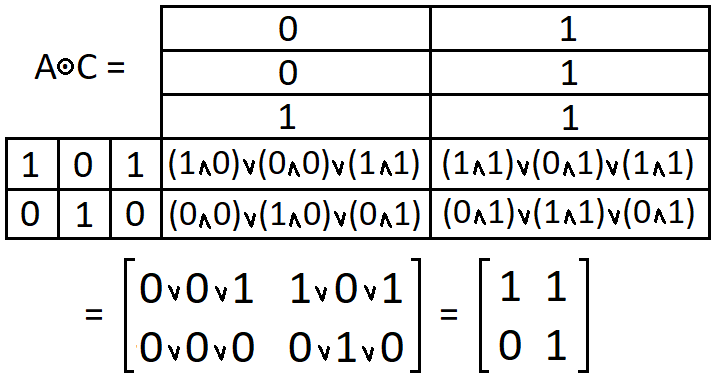 0 1
A⊙C = 0 1
1 1
1 0 1 (1∧0)∨(0∧0)∨(1∧1) (1∧1)∨(0∧1)∨(1∧1)
0 1 0 (0∧0)∨(1∧0)∨(0∧1) (0∧1)∨(1∧1)∨(0∧1)
= [0∨0∨1 1∨0∨1 = [1 1
0∨0∨0 0∨1∨0] 0 1]